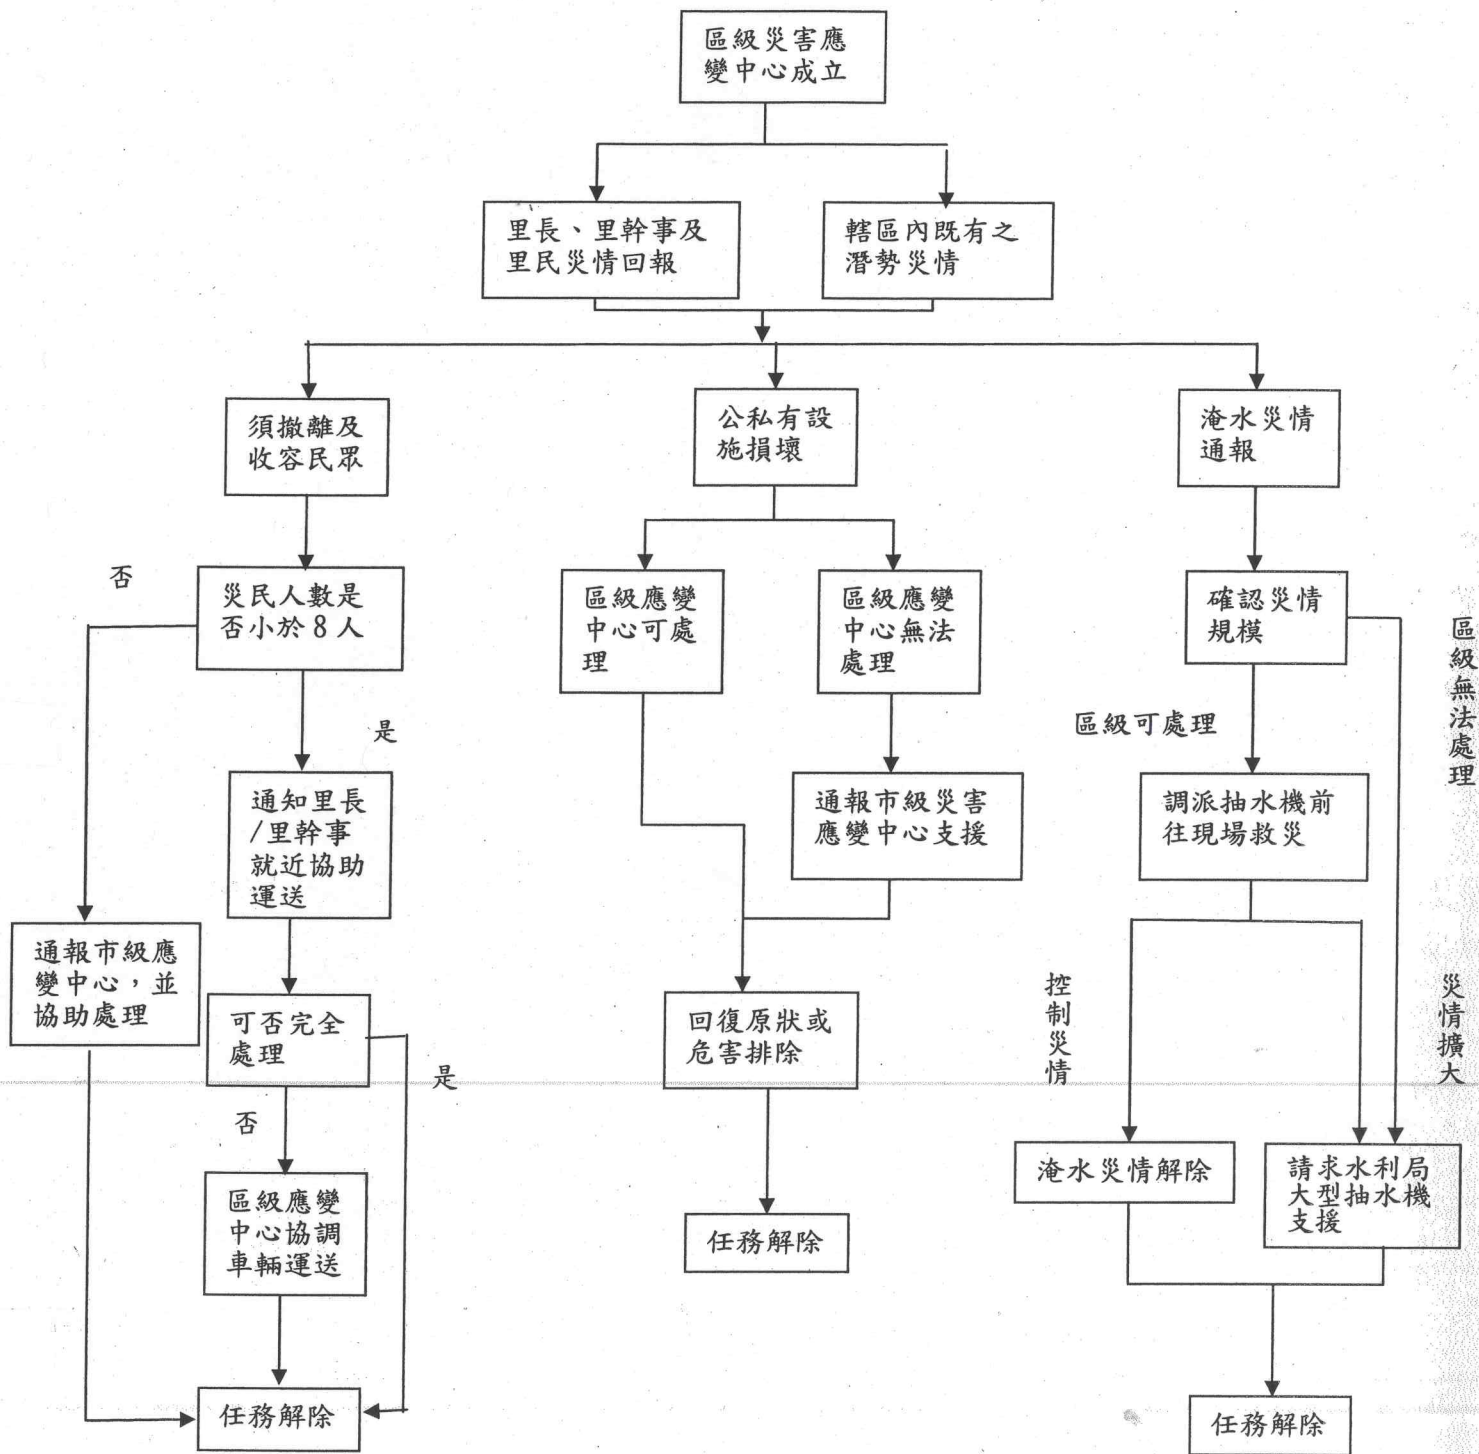 區級災害應
變中心成立
里長、里幹事及
里民災情回報
轄區內既有之
潛勢災情
須撤離及
收容民眾
公私有設
施損壞
淹水災情
通報
否
災民人數是
否小於8人
區級應變
中心可處
理
區級應變
中心無法
處理
確認災情
規模
區級無法處理
是
區級可處理
通知里長
/里幹事
就近協助
運送
通報市級災害
應變中心支援
調派抽水機前
往現場救災
通報市級應
變中心,並
協助處理
可否完全
處理
是
回復原狀或
危害排除
控制災情
災情擴大
否
區級應變
中心協調
車輛運送
淹水災情解除
請求水利局
大型抽水機
支援
任務解除
任務解除
任務解除